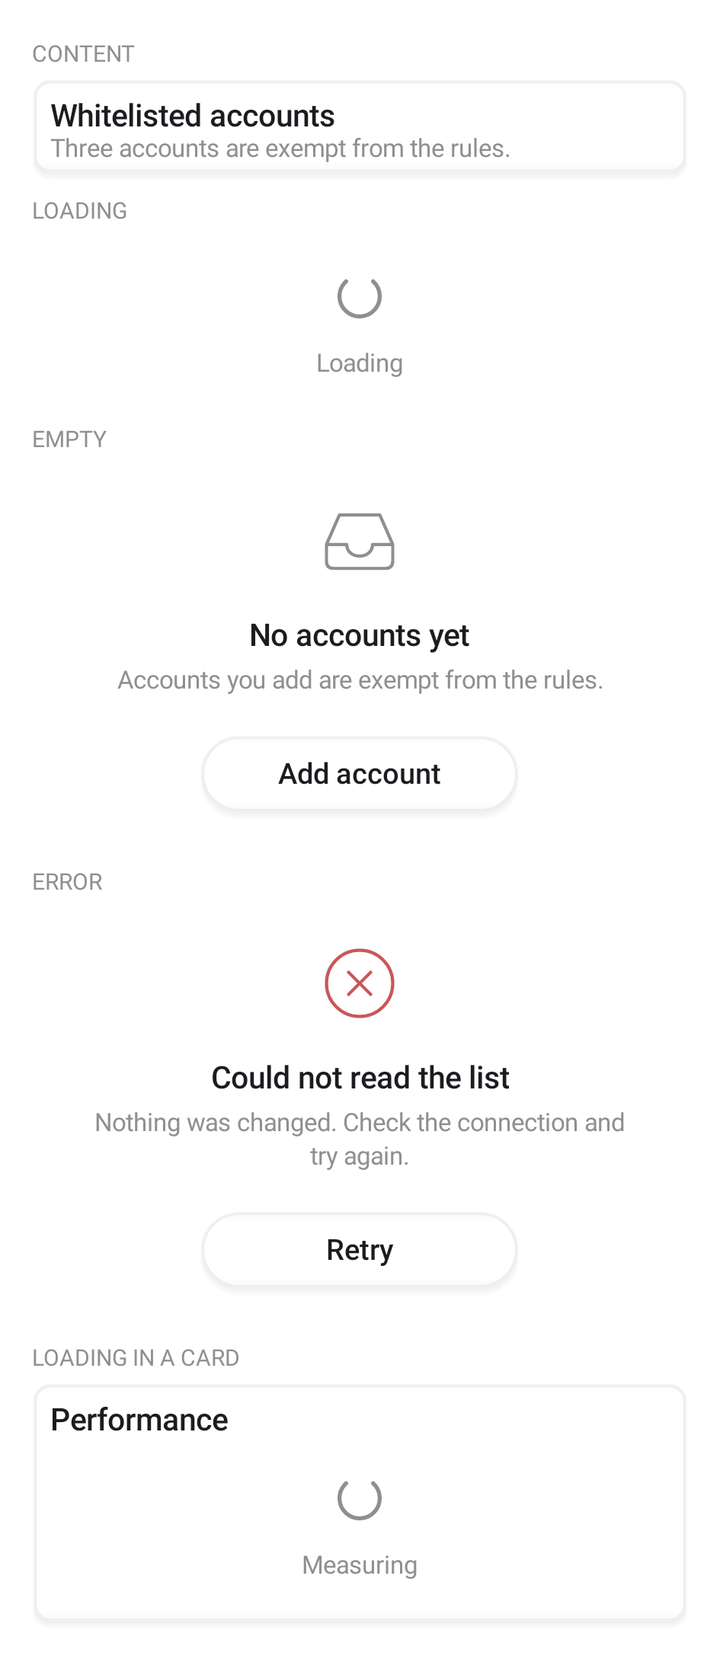 CONTENT
Whitelisted accounts
Three accounts are exempt from the rules.
LOADING
Loading
EMPTY
No accounts yet
Accounts you add are exempt from the rules.
Add account
ERROR
Could not read the list
Nothing was changed. Check the connection and
try again.
Retry
LOADING IN A CARD
Performance
Measuring